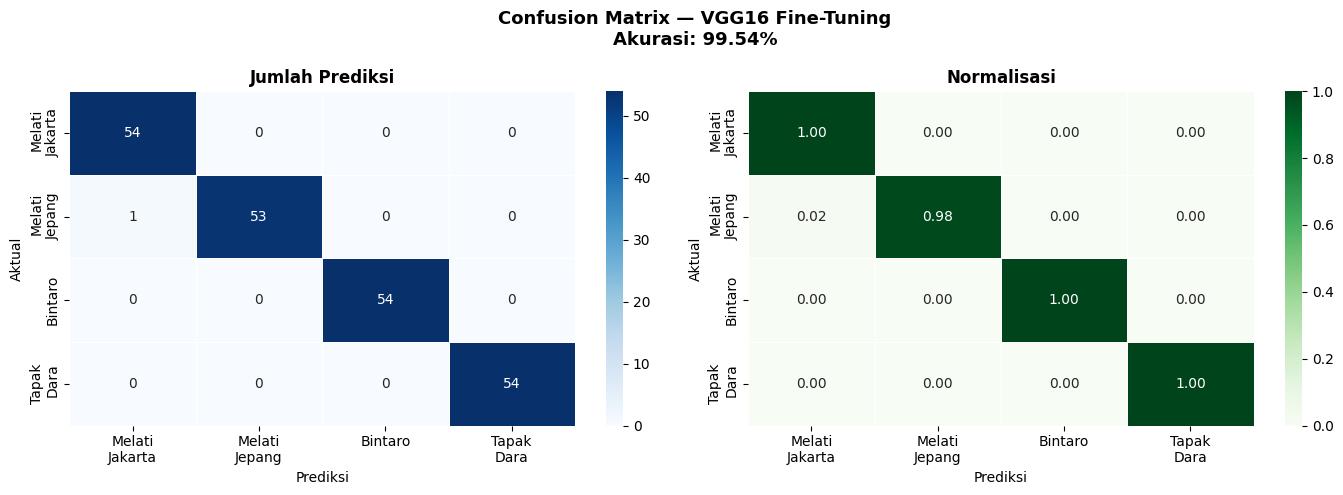 Confusion Matrix — VGG16 Fine-Tuning
Akurasi: 99.54%
Jumlah Prediksi
Aktual
Melati
Jakarta
54 0 0 0
Melati
Jepang
1 53 0 0
Bintaro
0 0 54 0
Tapak
Dara
0 0 0 54
Melati Melati Bintaro Tapak
Jakarta Jepang Dara
Prediksi
50
40
30
20
10
0
Normalisasi
Aktual
Melati
Jakarta
1.00 0.00 0.00 0.00
Melati
Jepang
0.02 0.98 0.00 0.00
Bintaro
0.00 0.00 1.00 0.00
Tapak
Dara
0.00 0.00 0.00 1.00
Melati Melati Bintaro Tapak
Jakarta Jepang Dara
Prediksi
1.0
0.8
0.6
0.4
0.2
0.0